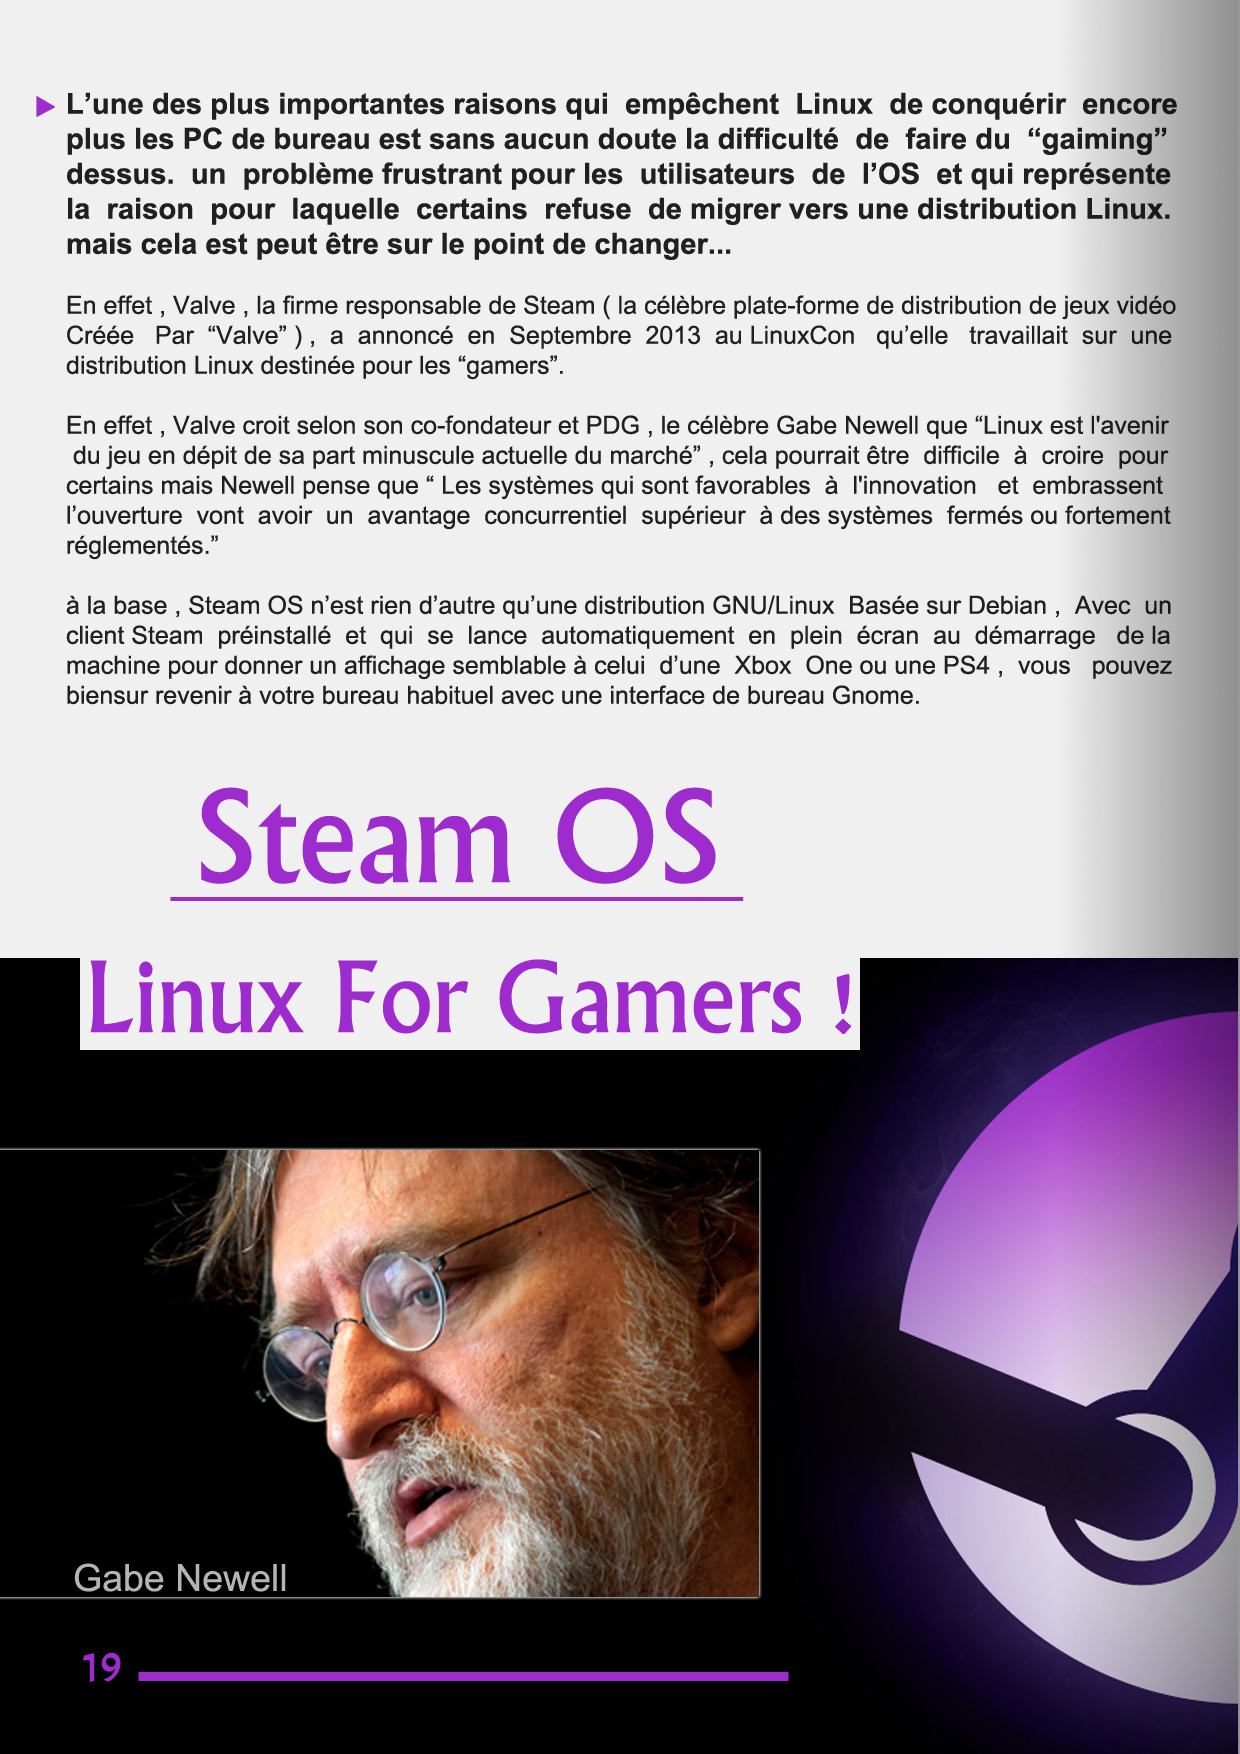 L’une des plus importantes raisons qui empêchent Linux de conquérir encore
plus les PC de bureau est sans aucun doute la difficulté de faire du “gaiming”
dessus. un problème frustrant pour les utilisateurs de l’OS et qui représente
la raison pour laquelle certains refuse de migrer vers une distribution Linux.
mais cela est peut être sur le point de changer...
En effet , Valve , la firme responsable de Steam ( la célèbre plate-forme de distribution de jeux vidéo
Créée Par “Valve” ) , a annoncé en Septembre 2013 au LinuxCon qu’elle travaillait sur une
distribution Linux destinée pour les “gamers”.
En effet , Valve croit selon son co-fondateur et PDG , le célèbre Gabe Newell que “Linux est l'avenir
du jeu en dépit de sa part minuscule actuelle du marché” , cela pourrait être difficile à croire pour
certains mais Newell pense que “ Les systèmes qui sont favorables à l'innovation et embrassent
l’ouverture vont avoir un avantage concurrentiel supérieur à des systèmes fermés ou fortement
réglementés.”
à la base , Steam OS n’est rien d’autre qu’une distribution GNU/Linux Basée sur Debian , Avec un
client Steam préinstallé et qui se lance automatiquement en plein écran au démarrage de la
machine pour donner un affichage semblable à celui d’une Xbox One ou une PS4 , vous pouvez
biensur revenir à votre bureau habituel avec une interface de bureau Gnome.
Steam OS
Linux For Gamers !
Gabe Newell
19